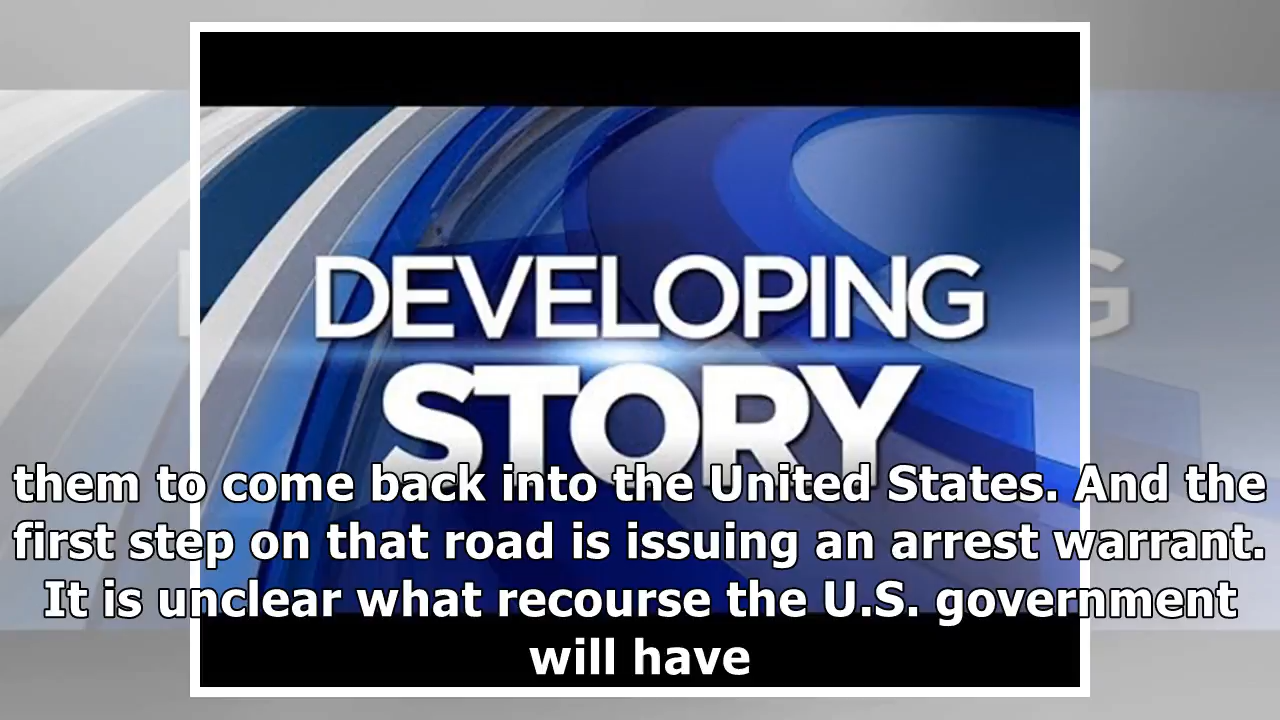 DEVELOPING
STORY
them to come back into the United States. And the
first step on that road is issuing an arrest warrant.
It is unclear what recourse the U.S. government
will have